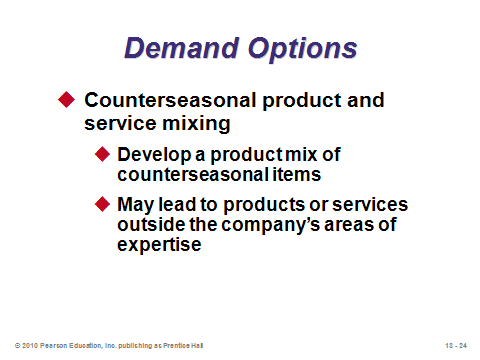 Demand Options
Counterseasonal product and
service mixing
Develop a product mix of
counterseasonal items
May lead to products or services
outside the company's areas of
expertise
© 2010 Pearson Education, Inc. publishing as Prentice Hall
13 - 24